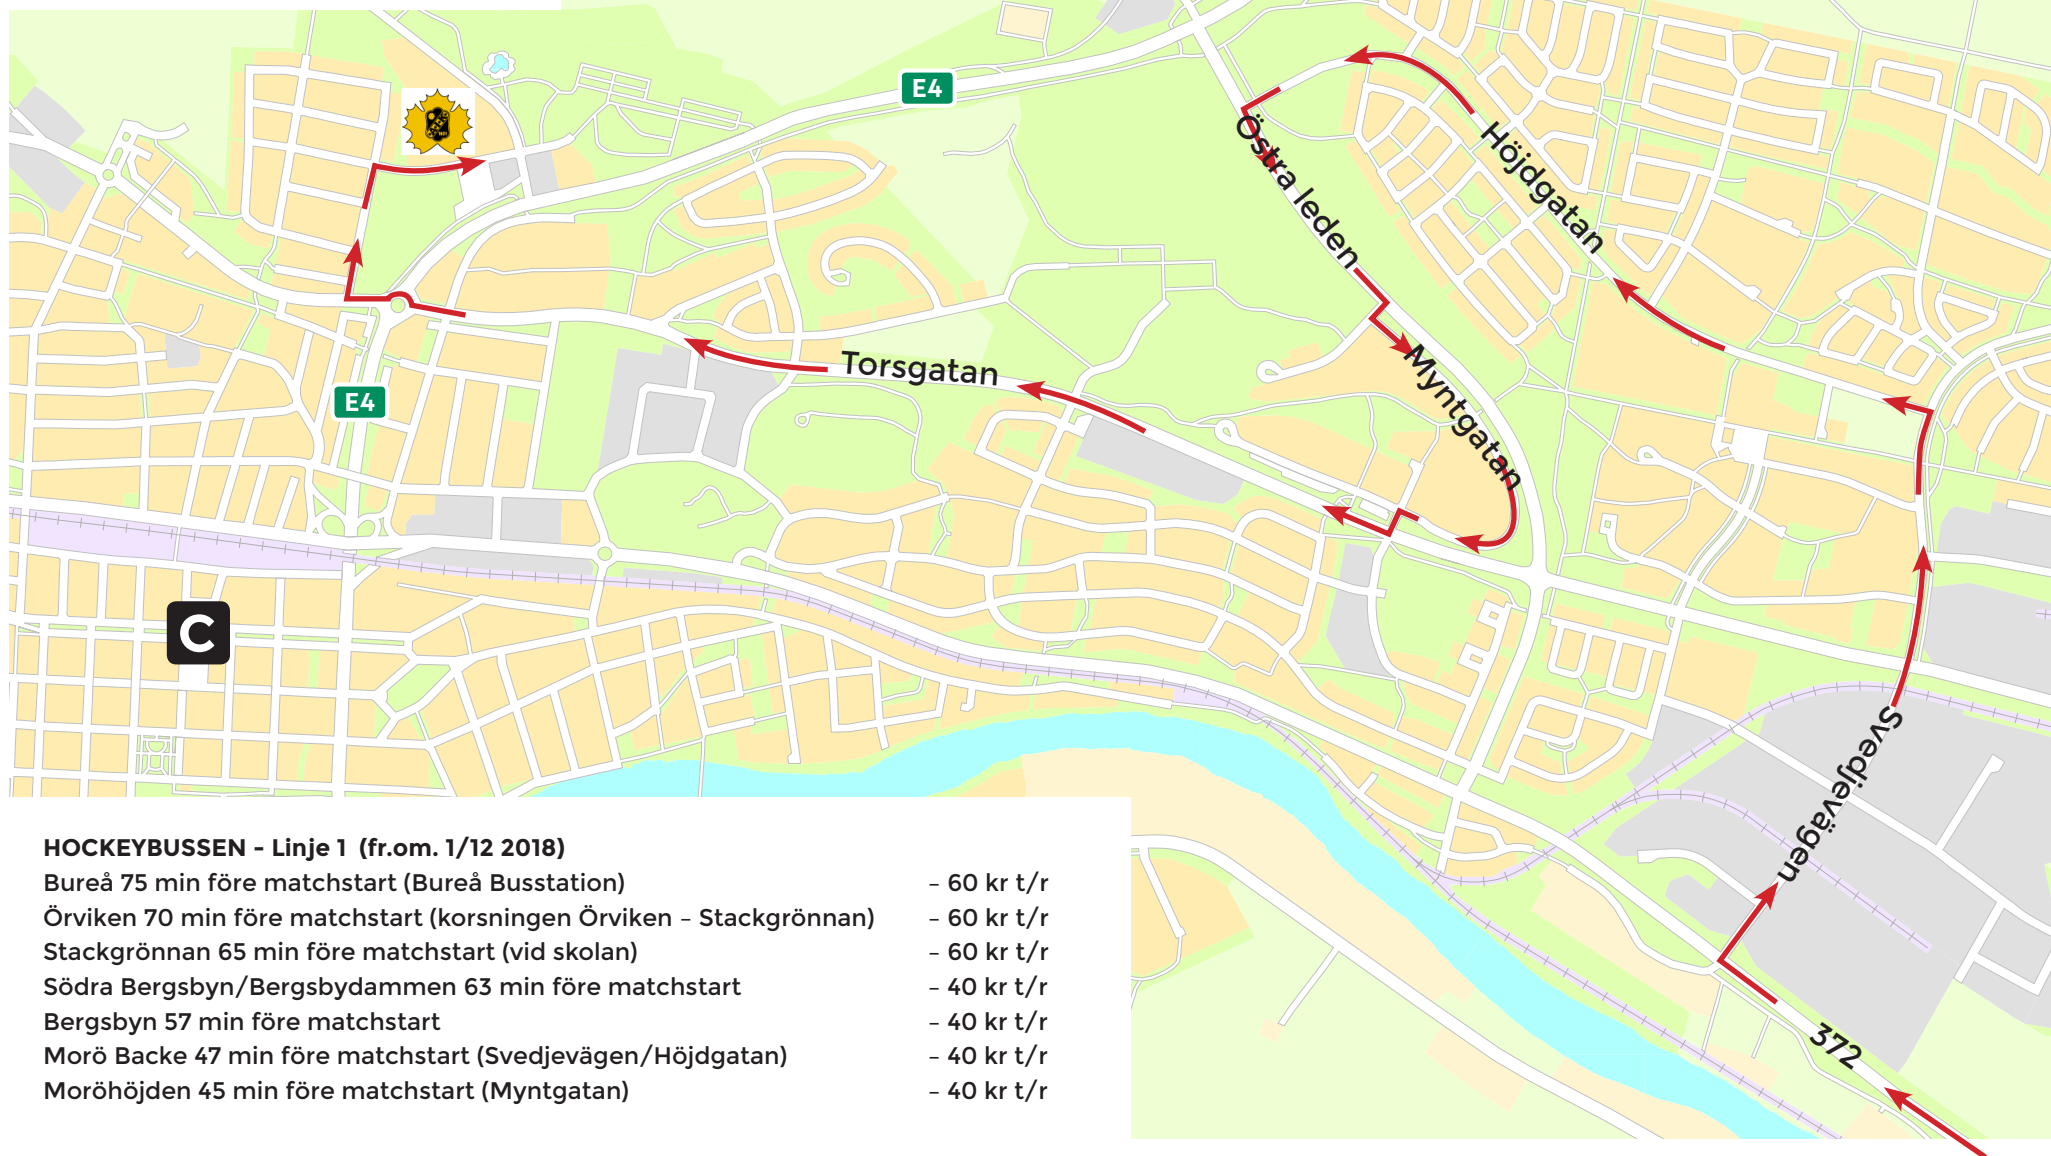 E4
Östra leden
Höjdgatan
Torsgatan
Myntgatan
E4
C
Svedjevägen
372
HOCKEYBUSSEN - Linje 1 (fr.om. 1/12 2018)
Bureå 75 min före matchstart (Bureå Busstation) – 60 kr t/r
Örviken 70 min före matchstart (korsningen Örviken – Stackgrönnan) – 60 kr t/r
Stackgrönnan 65 min före matchstart (vid skolan) – 60 kr t/r
Södra Bergsbyn/Bergsbydammen 63 min före matchstart – 40 kr t/r
Bergsbyn 57 min före matchstart – 40 kr t/r
Morö Backe 47 min före matchstart (Svedjevägen/Höjdgatan) – 40 kr t/r
Moröhöjden 45 min före matchstart (Myntgatan) – 40 kr t/r